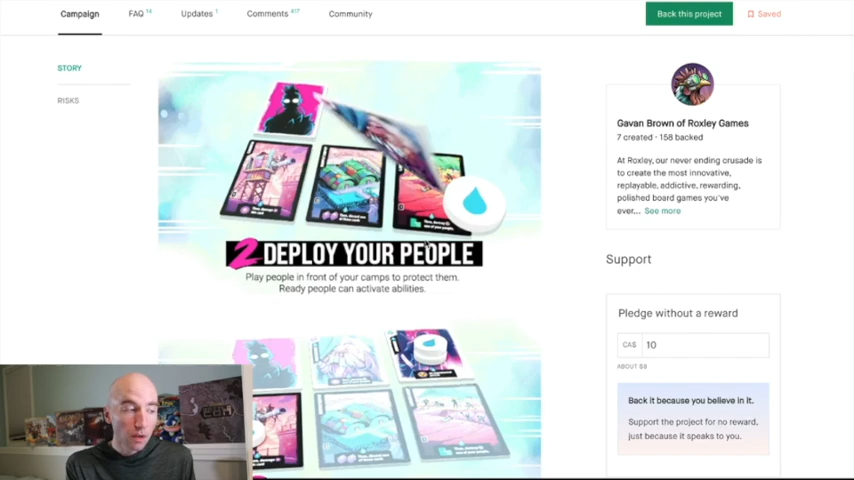 Campaign
FAQ 14
Updates 1
Comments 417
Community
Back this project
Saved
STORY
RISKS
2 DEPLOY YOUR PEOPLE
Play people in front of your camps to protect them.
Ready people can activate abilities.
Gavan Brown of Roxley Games
7 created · 158 backed
At Roxley, our never ending crusade is
to create the most innovative,
replayable, addictive, rewarding,
polished board games you've
ever... See more
Support
Pledge without a reward
CA$ 10
ABOUT $8
Back it because you believe in it.
Support the project for no reward,
just because it speaks to you.